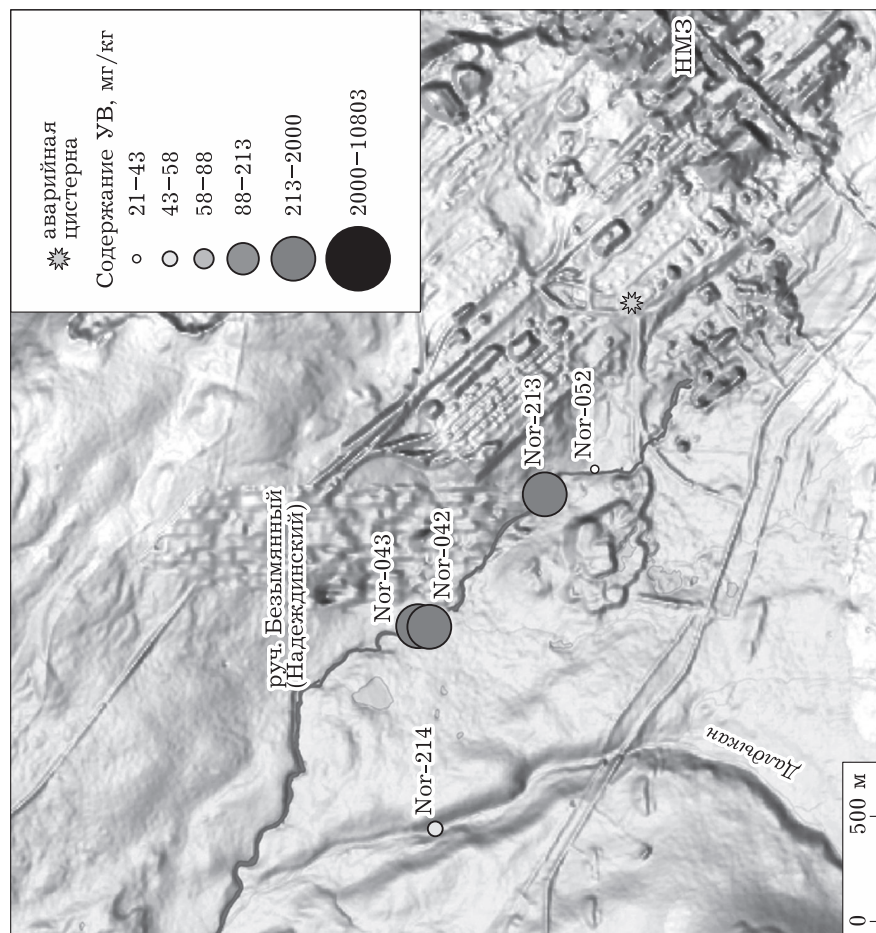 аварийная
цистерна
Содержание УВ, мг/кг
21–43
43–58
58–88
88–213
213–2000
2000–10803
НМЗ
руч. Безымянный
(Надеждинский)
Nor-043
Nor-042
Nor-213
Nor-052
Nor-214
Далдыкан
0 500 м